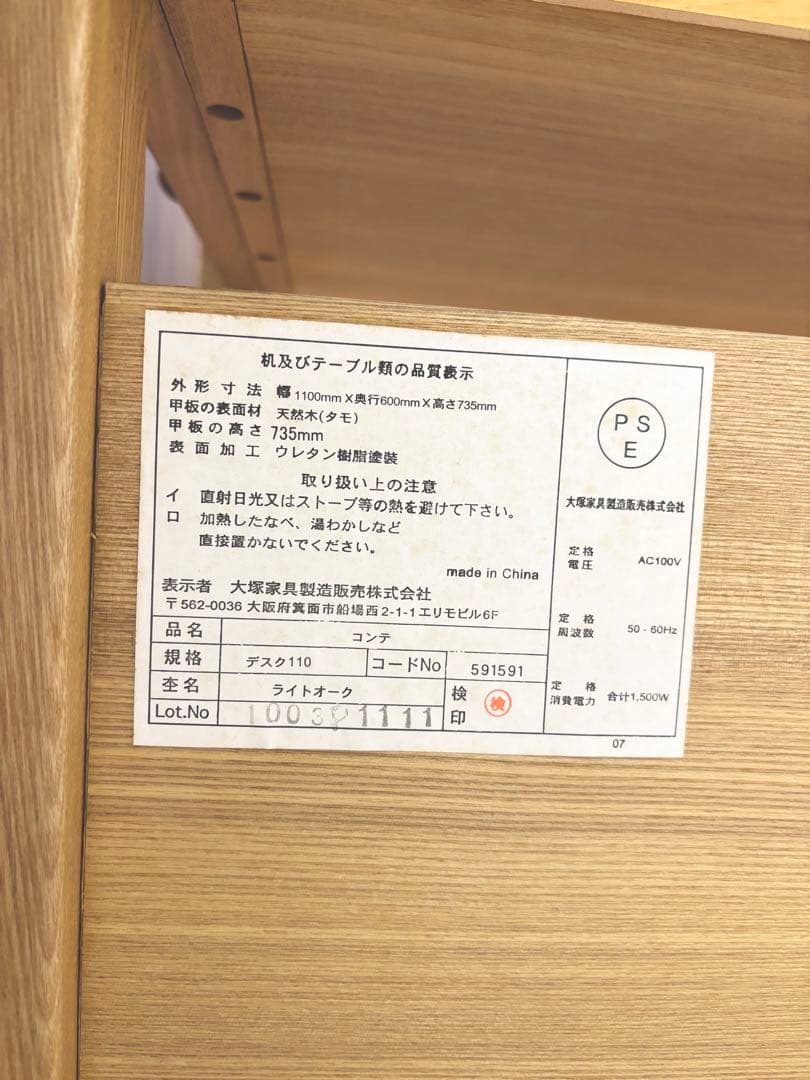 机及びテーブル類の品質表示
外形寸法 幅1100mm X奥行600mm X高さ735mm
甲板の表面材 天然木(タモ)
甲板の高さ 735mm
表面加工 ウレタン樹脂塗装
取り扱い上の注意
イ 直射日光又はストーブ等の熱を避けて下さい。
ロ 加熱したなべ、湯わかしなど
直接置かないでください。
made in China
表示者 大塚家具製造販売株式会社
〒562-0036 大阪府箕面市船場西2-1-1エリモビル6F
品名 コンテ
規格 デスク110 コードNo 591591
杢名 ライトオーク
Lot.No
検印 検
PS
E
大塚家具製造販売株式会社
定格電圧 AC100V
定格周波数 50-60Hz
定格消費電力 合計1,500W
07